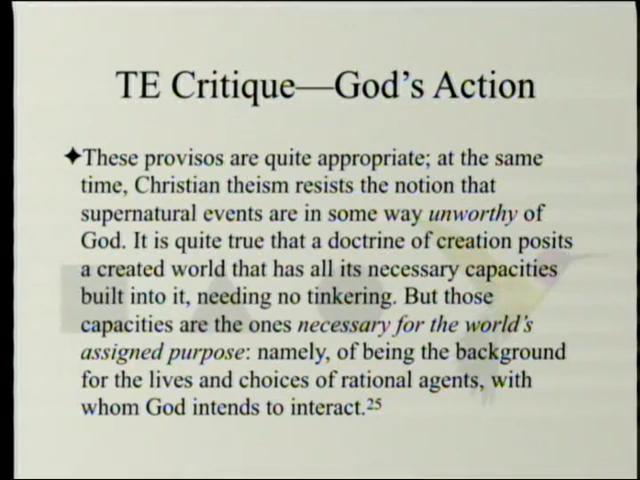 TE Critique—God's Action
✦These provisos are quite appropriate; at the same
time, Christian theism resists the notion that
supernatural events are in some way unworthy of
God. It is quite true that a doctrine of creation posits
a created world that has all its necessary capacities
built into it, needing no tinkering. But those
capacities are the ones necessary for the world's
assigned purpose: namely, of being the background
for the lives and choices of rational agents, with
whom God intends to interact.25